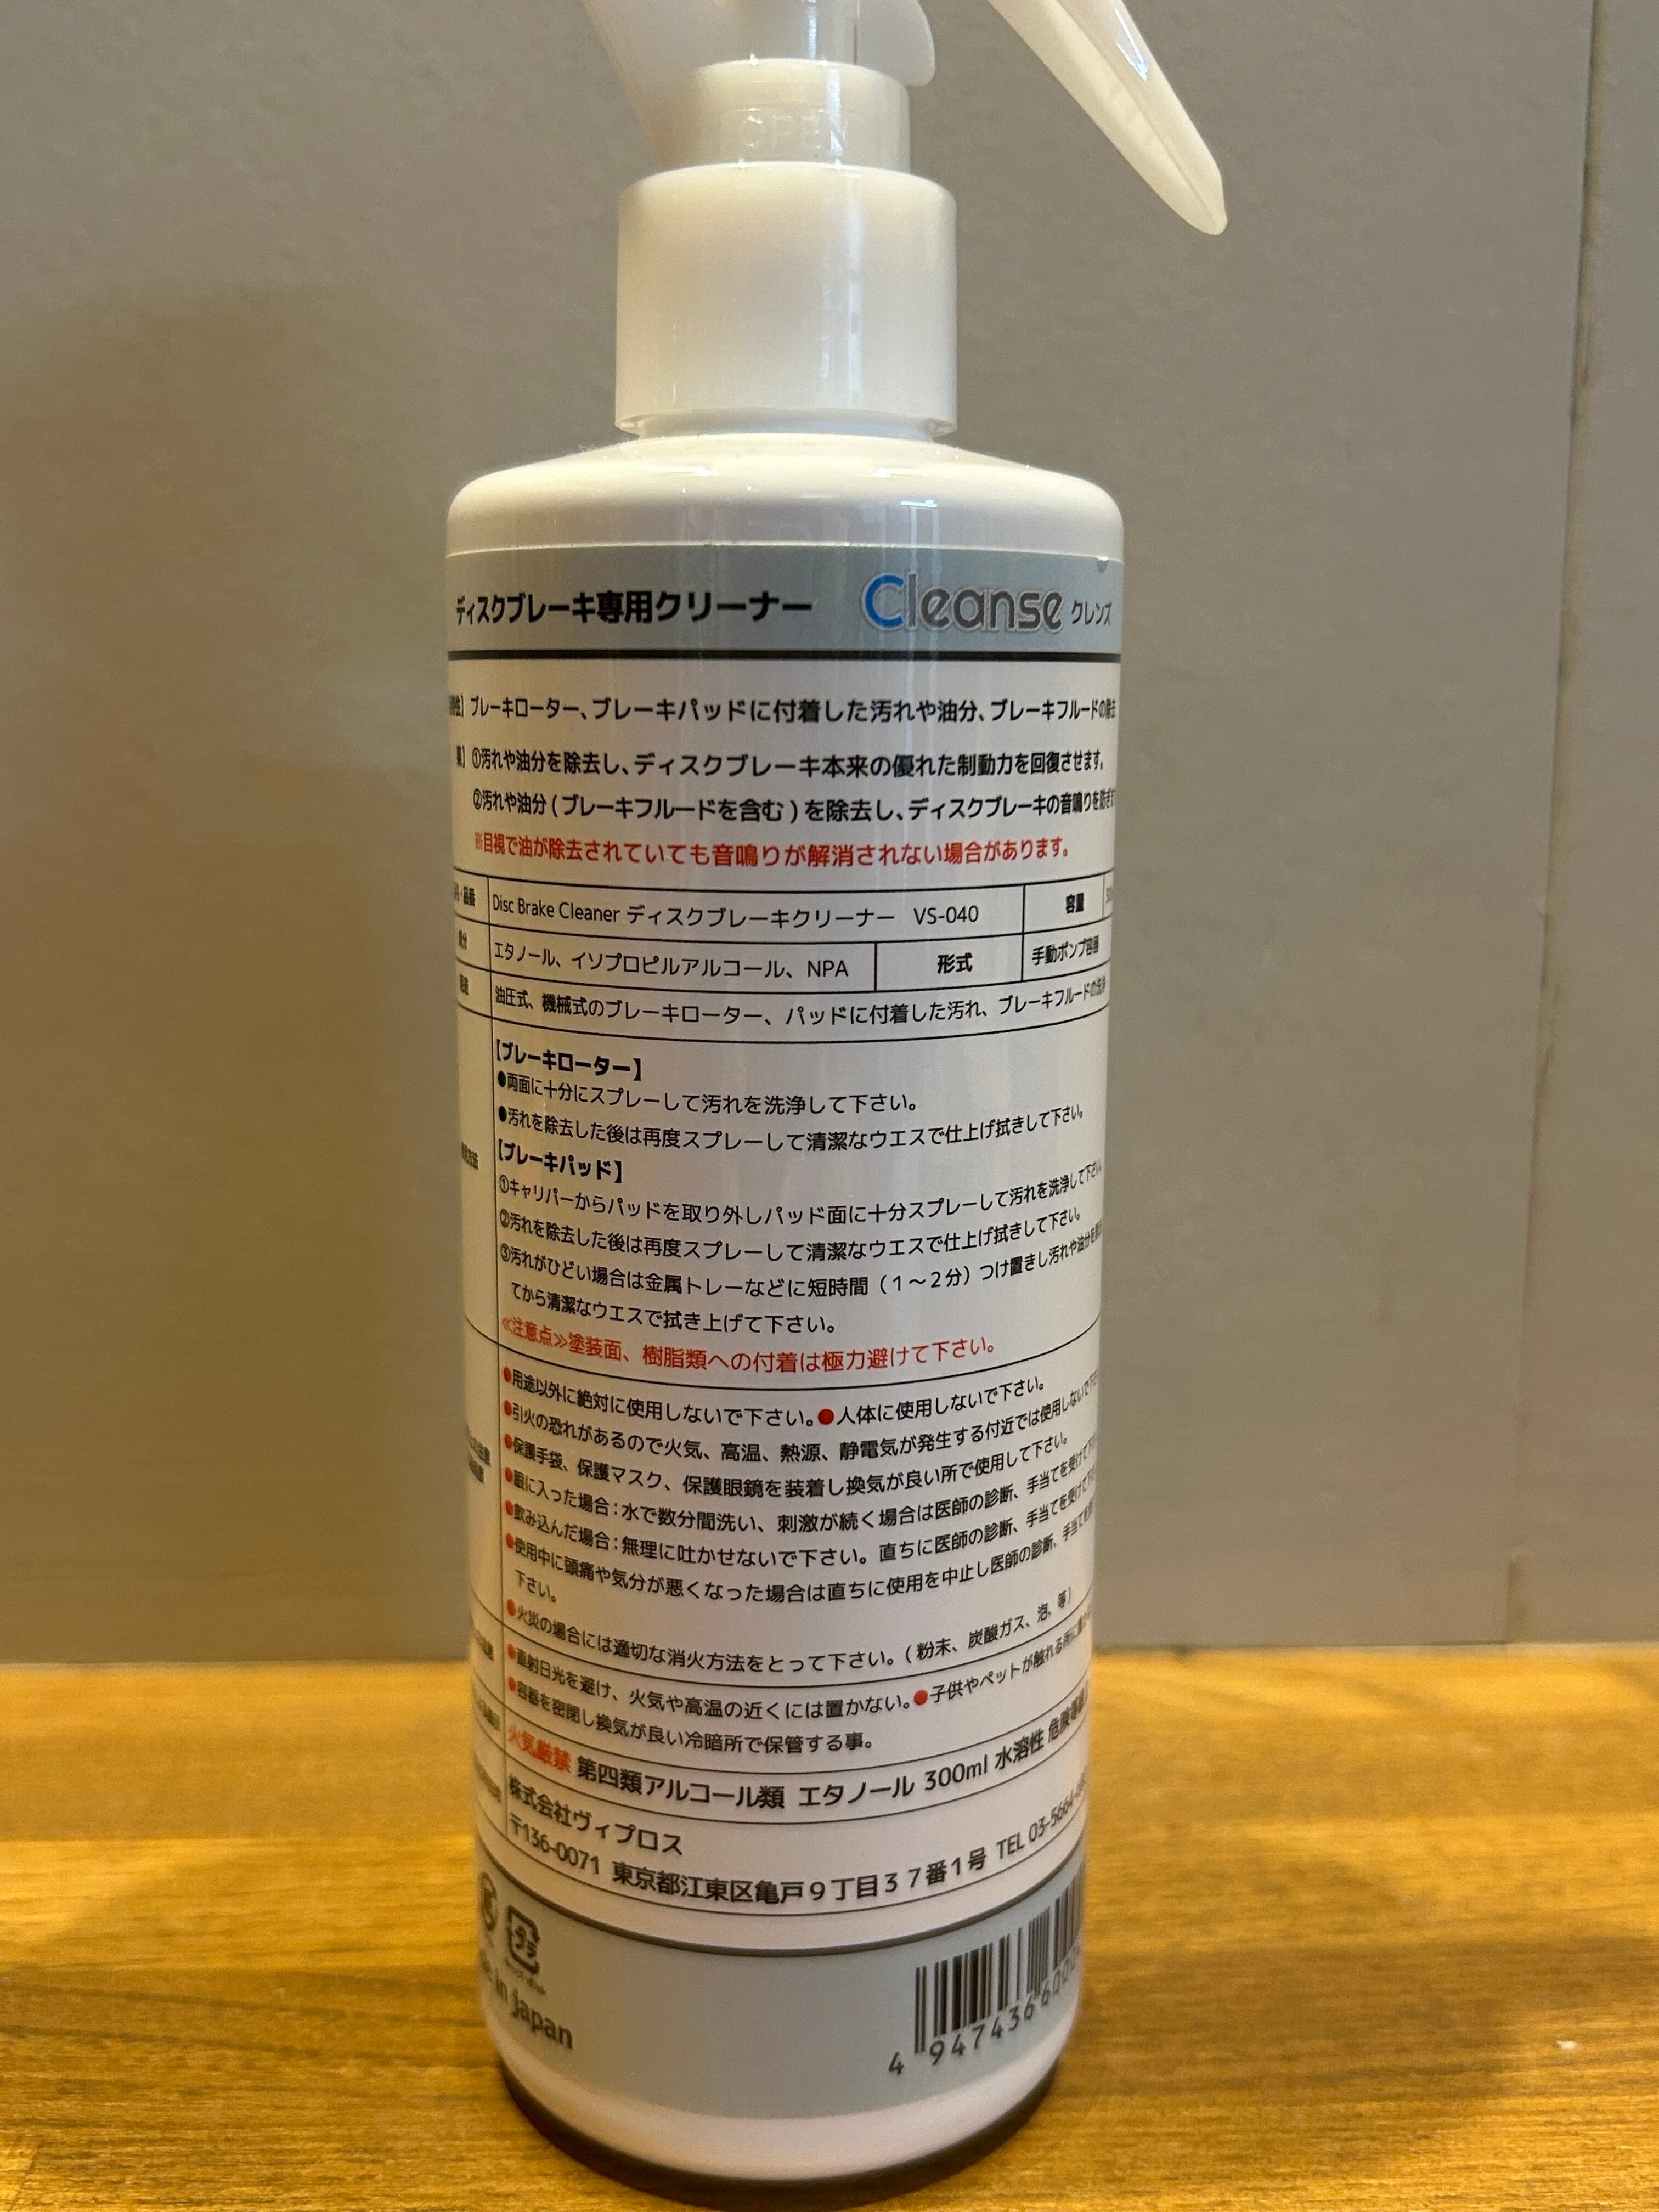 OPEN
ディスクブレーキ専用クリーナー Cleanse クレンズ
ブレーキローター、ブレーキパッドに付着した汚れや油分、ブレーキフルードの除去
①汚れや油分を除去し、ディスクブレーキ本来の優れた制動力を回復させます。
②汚れや油分(ブレーキフルードを含む)を除去し、ディスクブレーキの音鳴りを防ぎます
※目視で油が除去されていても音鳴りが解消されない場合があります。
品番 Disc Brake Cleaner ディスクブレーキクリーナー VS-040 容量
エタノール、イソプロピルアルコール、NPA 形式 手動ポンプ容器
油圧式、機械式のブレーキローター、パッドに付着した汚れ、ブレーキフルードの洗浄
【ブレーキローター】
●両面に十分にスプレーして汚れを洗浄して下さい。
●汚れを除去した後は再度スプレーして清潔なウエスで仕上げ拭きして下さい。
【ブレーキパッド】
①キャリパーからパッドを取り外しパッド面に十分スプレーして汚れを洗浄して下さい。
②汚れを除去した後は再度スプレーして清潔なウエスで仕上げ拭きして下さい。
③汚れがひどい場合は金属トレーなどに短時間(1～2分)つけ置きし汚れや油分を
てから清潔なウエスで拭き上げて下さい。
≪注意点≫塗装面、樹脂類への付着は極力避けて下さい。
●用途以外に絶対に使用しないで下さい。●人体に使用しないで下さい。
●引火の恐れがあるので火気、高温、熱源、静電気が発生する付近では使用しないで下
●保護手袋、保護マスク、保護眼鏡を装着し換気が良い所で使用して下さい。
●眼に入った場合:水で数分間洗い、刺激が続く場合は医師の診断、手当てを受けて下
●飲み込んだ場合:無理に吐かせないで下さい。直ちに医師の診断、手当てを受けて下
●使用中に頭痛や気分が悪くなった場合は直ちに使用を中止し医師の診断、手当てを
下さい。
●火災の場合には適切な消火方法をとって下さい。(粉末、炭酸ガス、泡、等)
●直射日光を避け、火気や高温の近くには置かない。●子供やペットが触れる所に
●容器を密閉し換気が良い冷暗所で保管する事。
火気厳禁 第四類アルコール類 エタノール 300ml 水溶性 危険等級
株式会社ヴィプロス
〒136-0071 東京都江東区亀戸9丁目37番1号 TEL 03-5664-
プラ
in Japan
4 947436 600